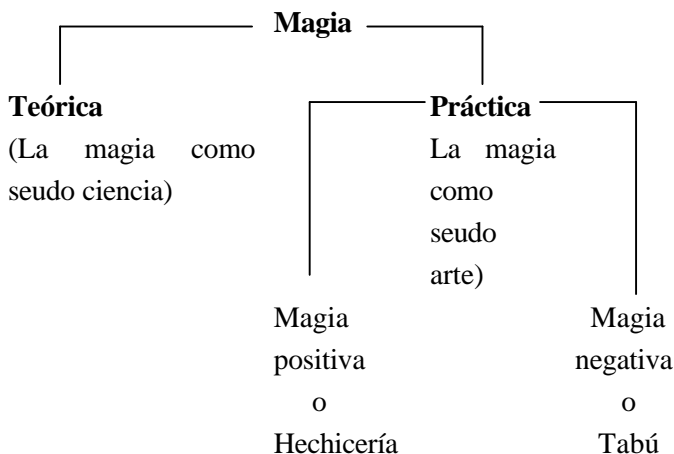 Magia
Teórica
(La magia como
seudo ciencia)
Práctica
La magia
como
seudo
arte)
Magia
positiva
o
Hechicería
Magia
negativa
o
Tabú